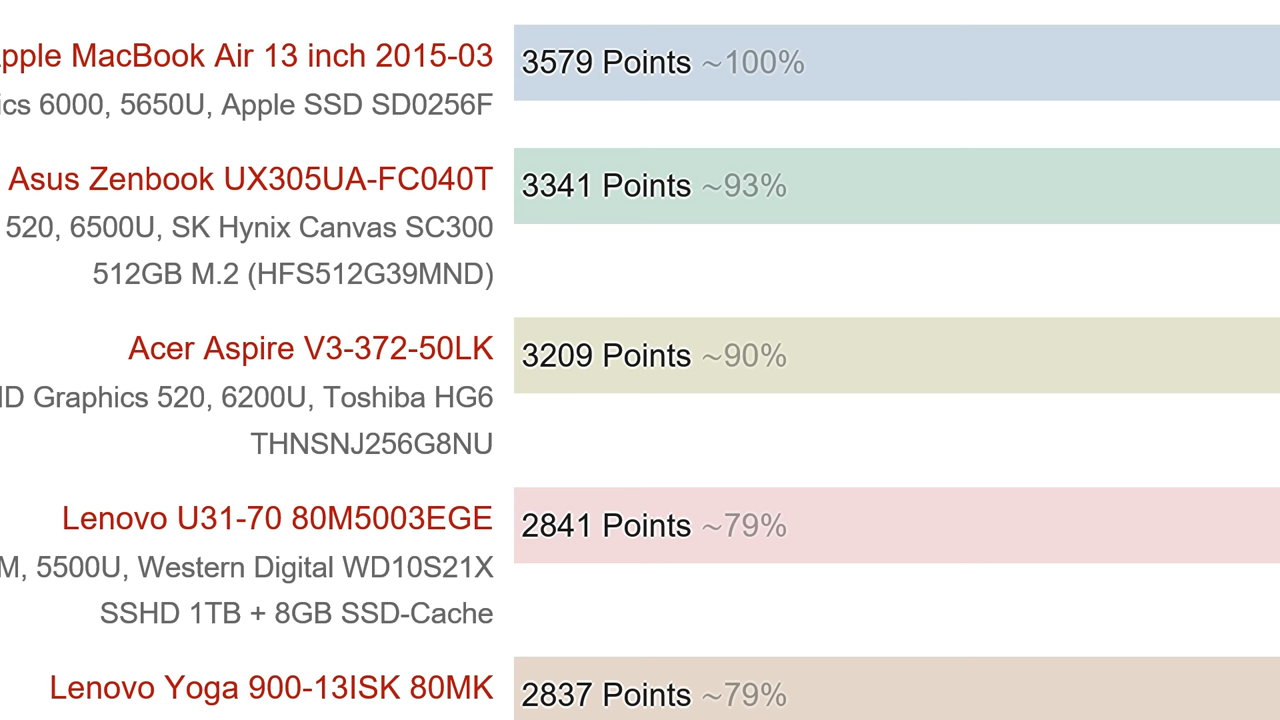 pple MacBook Air 13 inch 2015-03
3579 Points ~100%
ics 6000, 5650U, Apple SSD SD0256F
Asus Zenbook UX305UA-FC040T
3341 Points ~93%
520, 6500U, SK Hynix Canvas SC300
512GB M.2 (HFS512G39MND)
Acer Aspire V3-372-50LK
3209 Points ~90%
HD Graphics 520, 6200U, Toshiba HG6
THNSNJ256G8NU
Lenovo U31-70 80M5003EGE
2841 Points ~79%
M, 5500U, Western Digital WD10S21X
SSHD 1TB + 8GB SSD-Cache
Lenovo Yoga 900-13ISK 80MK
2837 Points ~79%